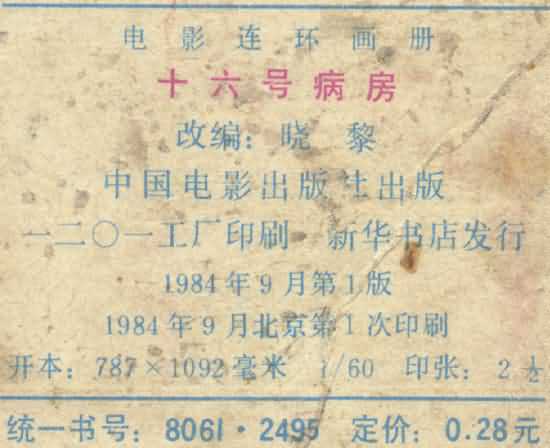 电影连环画册
十六号病房
改编：晓 黎
中国电影出版社出版
一二〇一工厂印刷 新华书店发行
1984年9月第1版
1984年9月北京第1次印刷
开本：787×1092毫米 1/60 印张：2 1/2
统一书号：8061·2495 定价：0.28元